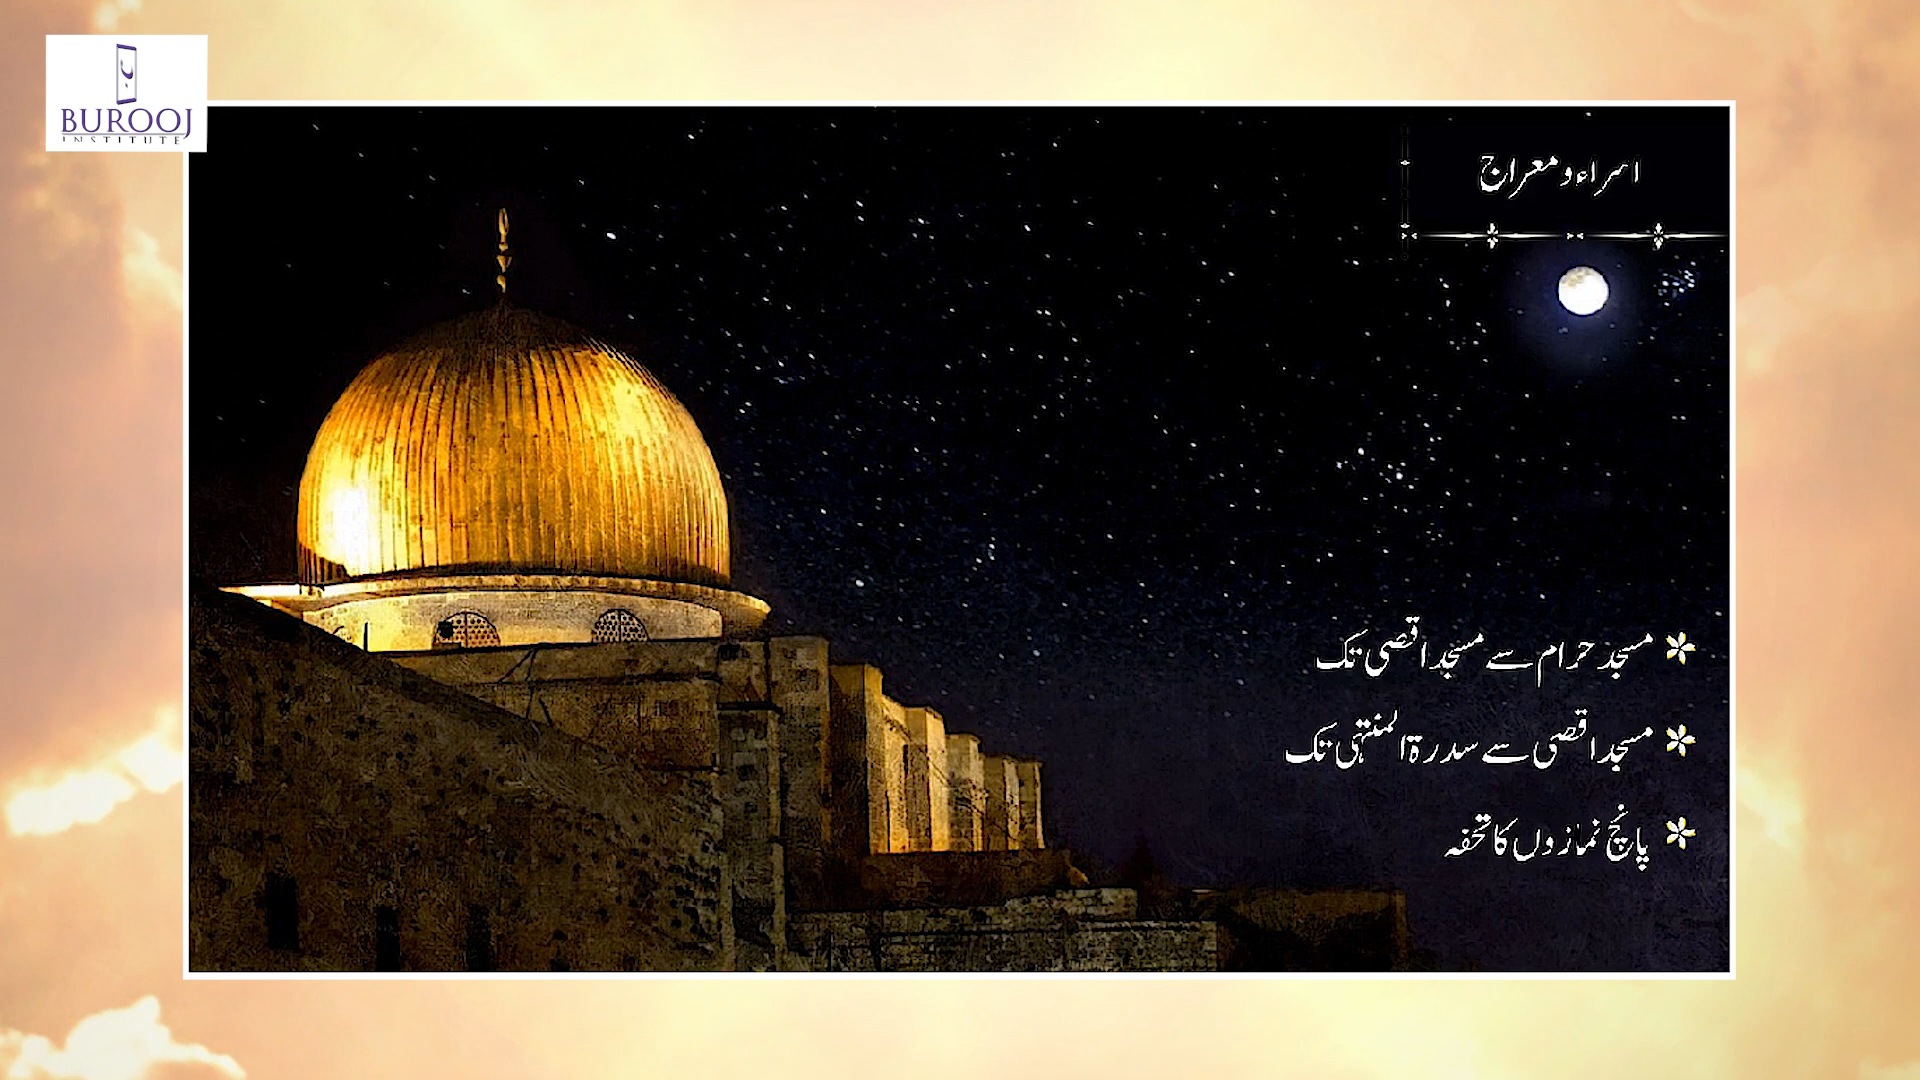 BUROOJ
INSTITUTE
اسراء و معراج
مسجد حرام سے مسجد اقصی تک
مسجد اقصی سے سدرۃ المنتہی تک
پانچ نمازوں کا تحفہ